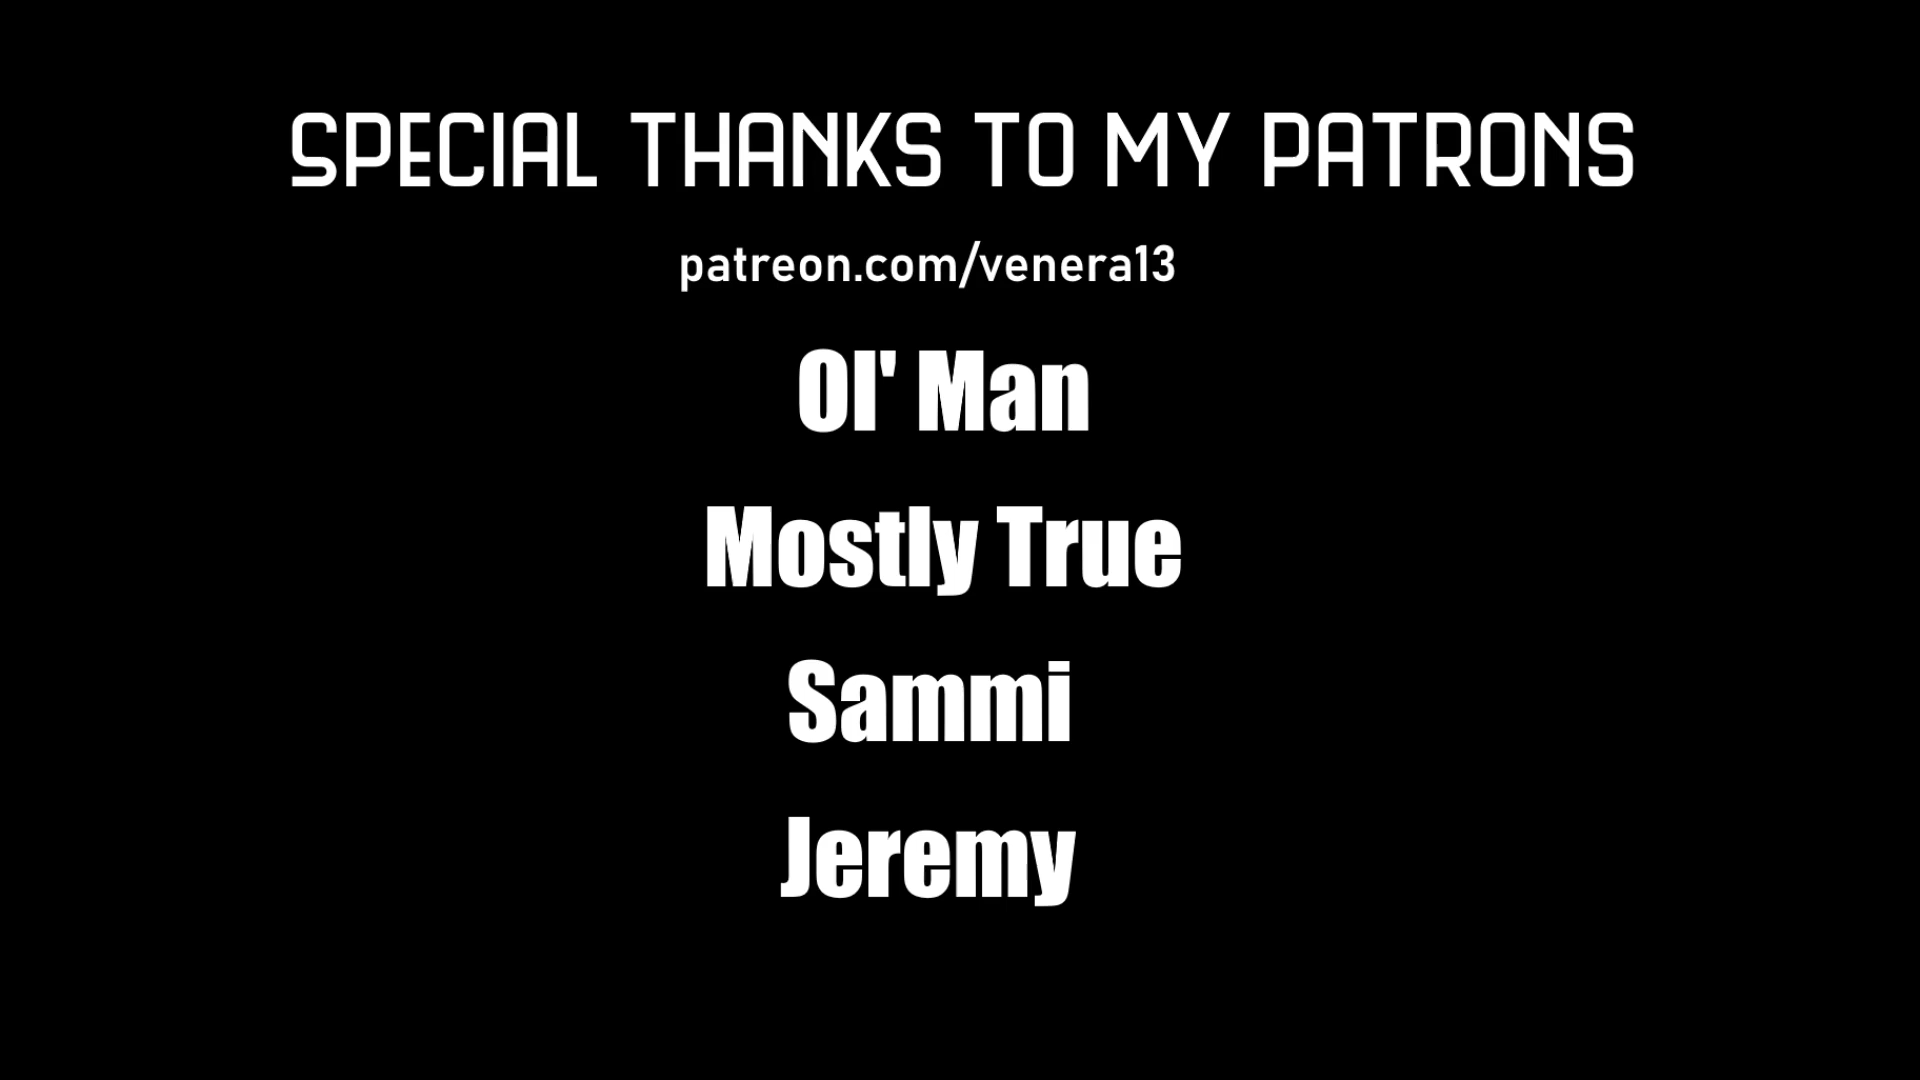 SPECIAL THANKS TO MY PATRONS
patreon.com/venera13
Ol' Man
Mostly True
Sammi
Jeremy